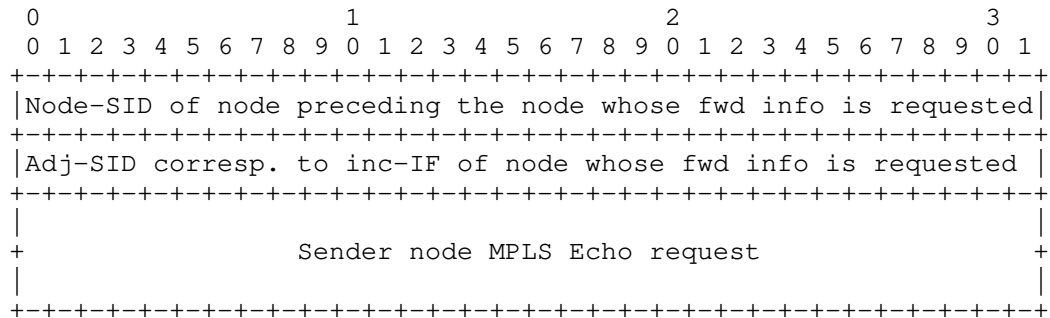 0                   1                   2                   3
 0 1 2 3 4 5 6 7 8 9 0 1 2 3 4 5 6 7 8 9 0 1 2 3 4 5 6 7 8 9 0 1
+-+-+-+-+-+-+-+-+-+-+-+-+-+-+-+-+-+-+-+-+-+-+-+-+-+-+-+-+-+-+-+-+
|Node-SID of node preceding the node whose fwd info is requested|
+-+-+-+-+-+-+-+-+-+-+-+-+-+-+-+-+-+-+-+-+-+-+-+-+-+-+-+-+-+-+-+-+
|Adj-SID corresp. to inc-IF of node whose fwd info is requested |
+-+-+-+-+-+-+-+-+-+-+-+-+-+-+-+-+-+-+-+-+-+-+-+-+-+-+-+-+-+-+-+-+
|                                                               |
+                 Sender node MPLS Echo request                 +
|                                                               |
+-+-+-+-+-+-+-+-+-+-+-+-+-+-+-+-+-+-+-+-+-+-+-+-+-+-+-+-+-+-+-+-+